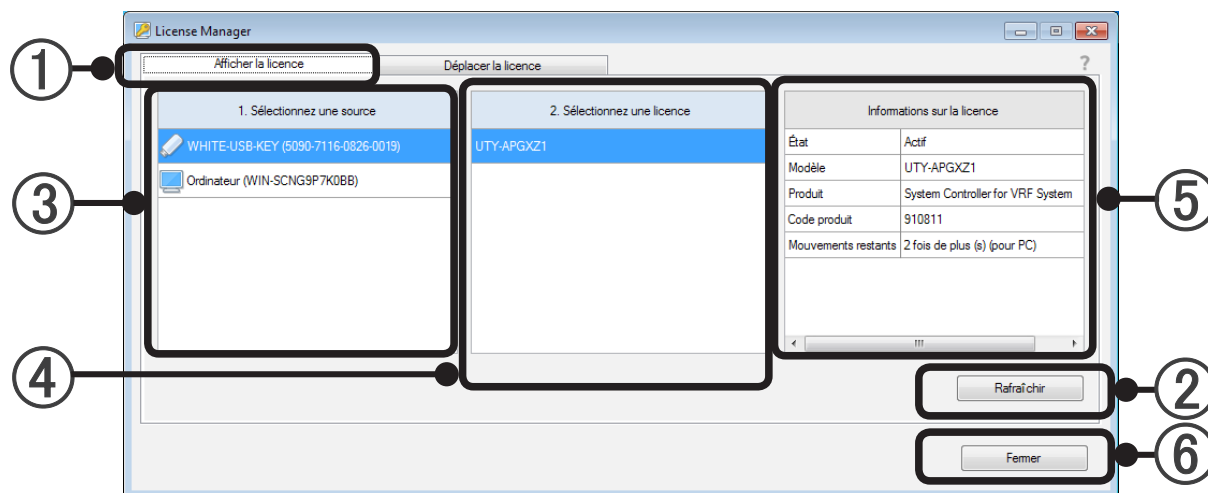 License Manager
① Afficher la licence Déplacer la licence ?
1. Sélectionnez une source 2. Sélectionnez une licence Informations sur la licence
WHITE-USB-KEY (5090-7116-0826-0019) UTY-APGXZ1 État Actif
Ordinateur (WIN-SCNG9P7K0BB) Modèle UTY-APGXZ1
③ Produit System Controller for VRF System ⑤
Code produit 910811
Mouvements restants 2 fois de plus (s) (pour PC)
④ Rafraîchir ②
Fermer ⑥